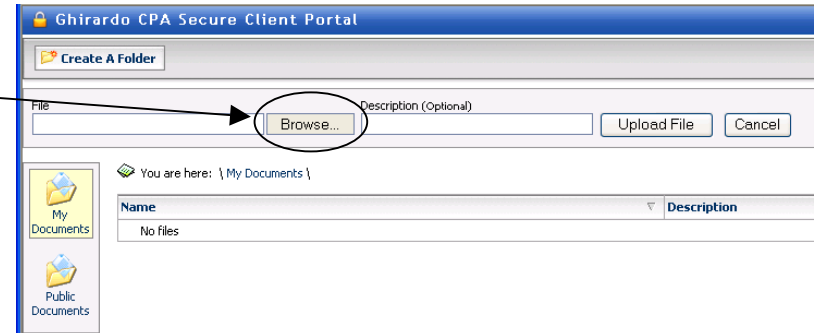 Ghirardo CPA Secure Client Portal
Create A Folder
File Description (Optional)
Browse... Upload File Cancel
You are here: \ My Documents \
My
Documents
Name Description
No files
Public
Documents